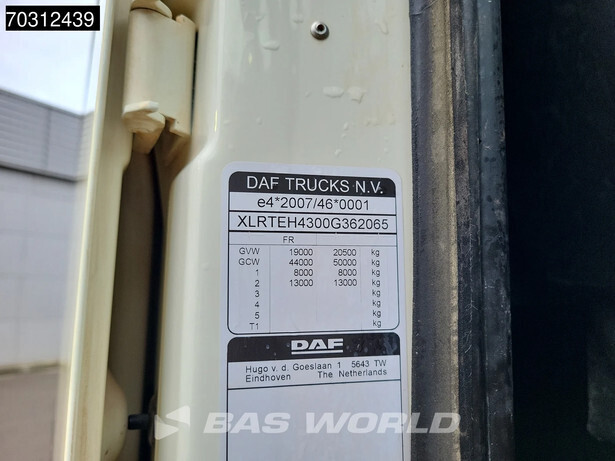 70312439
DAF TRUCKS N.V.
e4*2007/46*0001
XLRTEH4300G362065
FR
GVW 19000 20500 kg
GCW 44000 50000 kg
1 8000 8000 kg
2 13000 13000 kg
3 kg
4 kg
5 kg
T1 kg
DAF
Hugo v. d. Goeslaan 1 5643 TW
Eindhoven The Netherlands
BAS WORLD